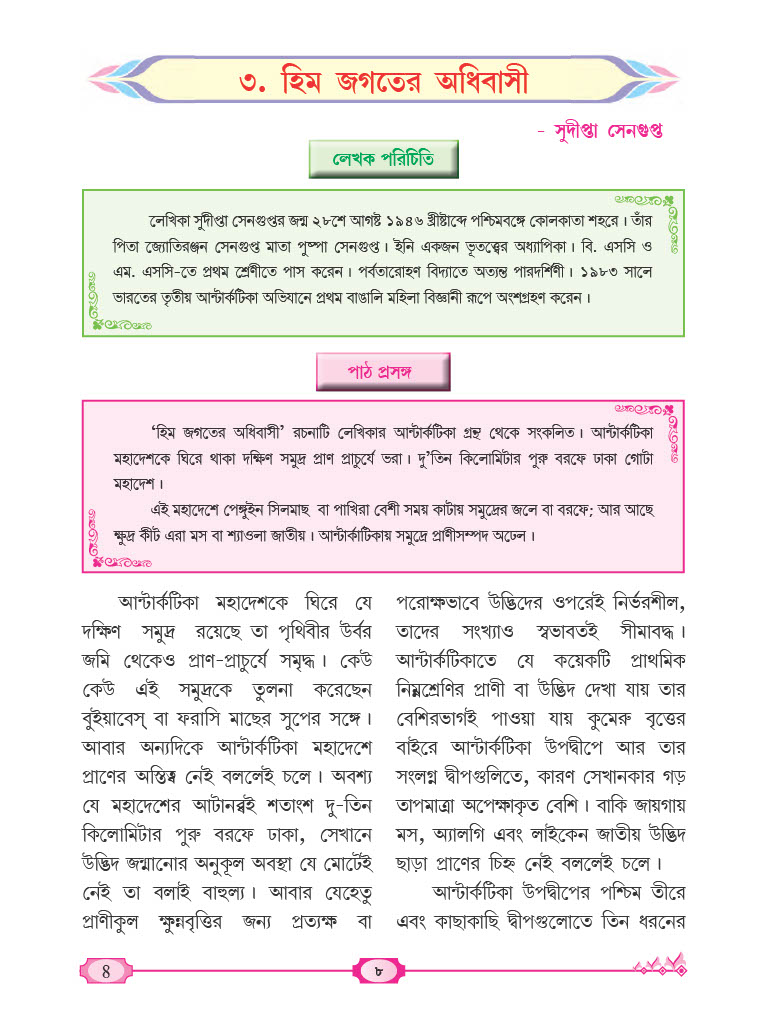 ৩. হিম জগতের অধিবাসী
- সুদীপ্তা সেনগুপ্ত
লেখক পরিচিতি
লেখিকা সুদীপ্তা সেনগুপ্তর জন্ম ২৮শে আগষ্ট ১৯৪৬ খ্রীষ্টাব্দে পশ্চিমবঙ্গে কোলকাতা শহরে। তাঁর
পিতা জ্যোতিরঞ্জন সেনগুপ্ত মাতা পুষ্পা সেনগুপ্ত। ইনি একজন ভূতত্ত্বের অধ্যাপিকা। বি. এসসি ও
এম. এসসি-তে প্রথম শ্রেণীতে পাস করেন। পর্বতারোহণ বিদ্যাতে অত্যন্ত পারদর্শিণী। ১৯৮৩ সালে
ভারতের তৃতীয় আন্টার্কটিকা অভিযানে প্রথম বাঙালি মহিলা বিজ্ঞানী রূপে অংশগ্রহণ করেন।
পাঠ প্রসঙ্গ
‘হিম জগতের অধিবাসী’ রচনাটি লেখিকার আন্টার্কটিকা গ্রন্থ থেকে সংকলিত। আন্টার্কটিকা
মহাদেশকে ঘিরে থাকা দক্ষিণ সমুদ্র প্রাণ প্রাচুর্যে ভরা। দু’তিন কিলোমিটার পুরু বরফে ঢাকা গোটা
মহাদেশ।
এই মহাদেশে পেঙ্গুইন সিলমাছ বা পাখিরা বেশী সময় কাটায় সমুদ্রের জলে বা বরফে; আর আছে
ক্ষুদ্র কীট এরা মস বা শ্যাওলা জাতীয়। আন্টার্কাটিকায় সমুদ্রে প্রাণীসম্পদ অঢেল।
আন্টার্কটিকা মহাদেশকে ঘিরে যে
দক্ষিণ সমুদ্র রয়েছে তা পৃথিবীর উর্বর
জমি থেকেও প্রাণ-প্রাচুর্যে সমৃদ্ধ। কেউ
কেউ এই সমুদ্রকে তুলনা করেছেন
বুইয়াবেস্ বা ফরাসি মাছের সুপের সঙ্গে।
আবার অন্যদিকে আন্টার্কটিকা মহাদেশে
প্রাণের অস্তিত্ব নেই বললেই চলে। অবশ্য
যে মহাদেশের আটানব্বই শতাংশ দু-তিন
কিলোমিটার পুরু বরফে ঢাকা, সেখানে
উদ্ভিদ জন্মানোর অনুকূল অবস্থা যে মোটেই
নেই তা বলাই বাহুল্য। আবার যেহেতু
প্রাণীকুল ক্ষুন্নবৃত্তির জন্য প্রত্যক্ষ বা
পরোক্ষভাবে উদ্ভিদের ওপরেই নির্ভরশীল,
তাদের সংখ্যাও স্বভাবতই সীমাবদ্ধ।
আন্টার্কটিকাতে যে কয়েকটি প্রাথমিক
নিম্নশ্রেণির প্রাণী বা উদ্ভিদ দেখা যায় তার
বেশিরভাগই পাওয়া যায় কুমেরু বৃত্তের
বাইরে আন্টার্কটিকা উপদ্বীপে আর তার
সংলগ্ন দ্বীপগুলিতে, কারণ সেখানকার গড়
তাপমাত্রা অপেক্ষাকৃত বেশি। বাকি জায়গায়
মস, অ্যালগি এবং লাইকেন জাতীয় উদ্ভিদ
ছাড়া প্রাণের চিহ্ন নেই বললেই চলে।
আন্টার্কটিকা উপদ্বীপের পশ্চিম তীরে
এবং কাছাকাছি দ্বীপগুলোতে তিন ধরনের
8
৮